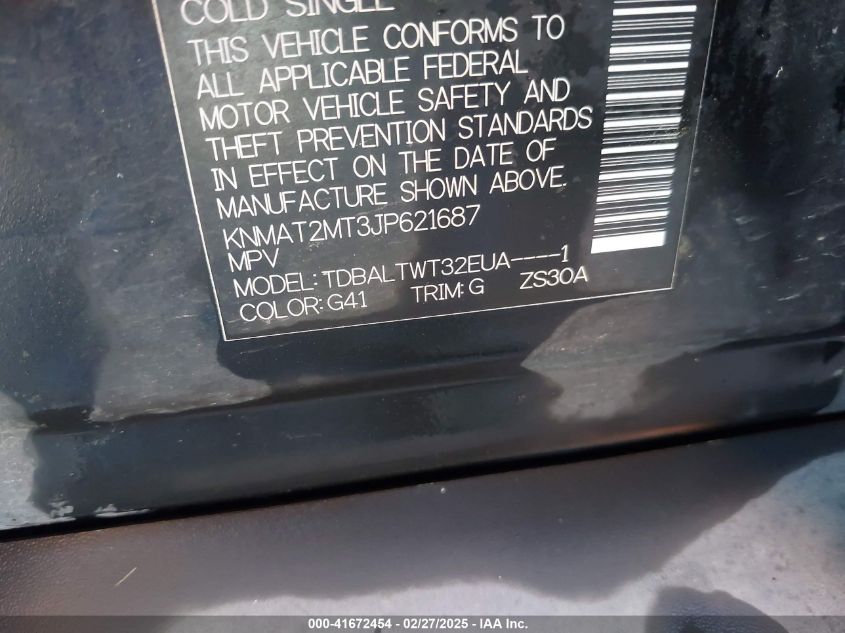 COLD SINGLE
THIS VEHICLE CONFORMS TO
ALL APPLICABLE FEDERAL
MOTOR VEHICLE SAFETY AND
THEFT PREVENTION STANDARDS
IN EFFECT ON THE DATE OF
MANUFACTURE SHOWN ABOVE.
KNMAT2MT3JP621687
MPV
MODEL: TDBALTWT32EUA----1
COLOR: G41 TRIM: G ZS30A
000-41672454 - 02/27/2025 - IAA Inc.